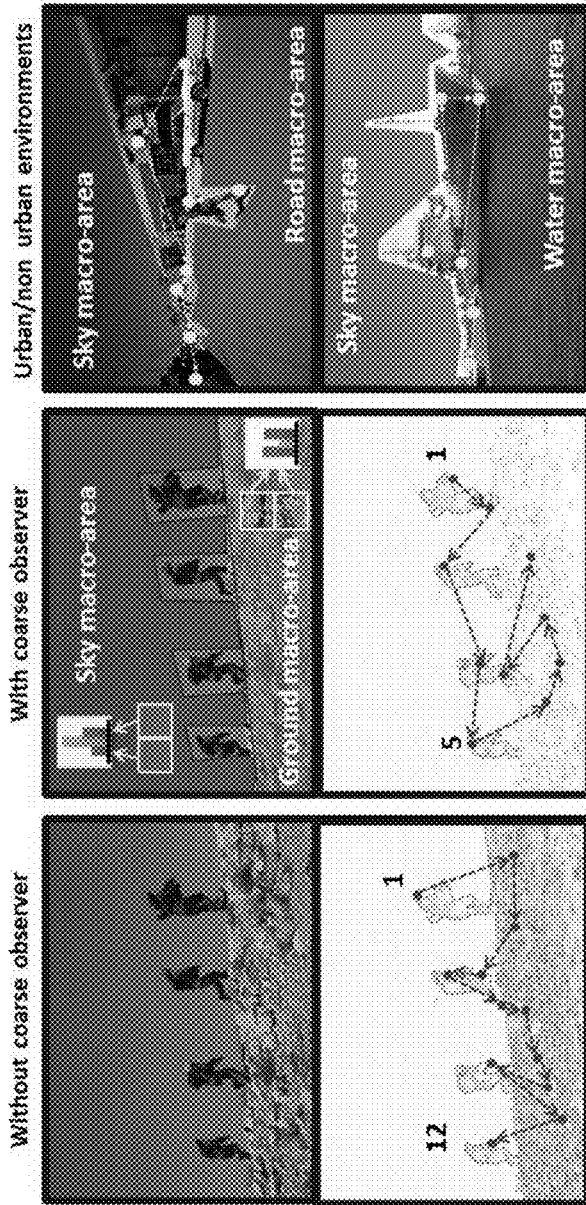 Without coarse observer
12
1
With coarse observer
Sky macro-area
Ground macro-area
5
1
Urban/non urban environments
Sky macro-area
Road macro-area
Sky macro-area
Water macro-area